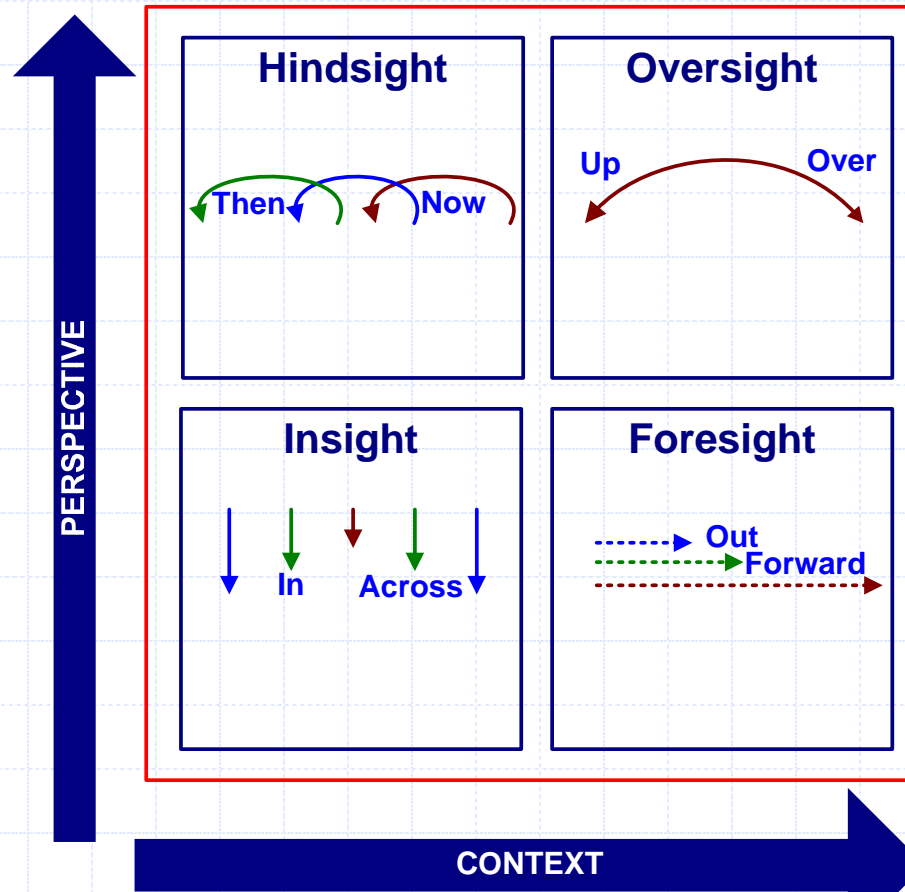 Hindsight
Oversight
Up
Over
Then
Now
PERSPECTIVE
Insight
Foresight
Out
Forward
In
Across
CONTEXT